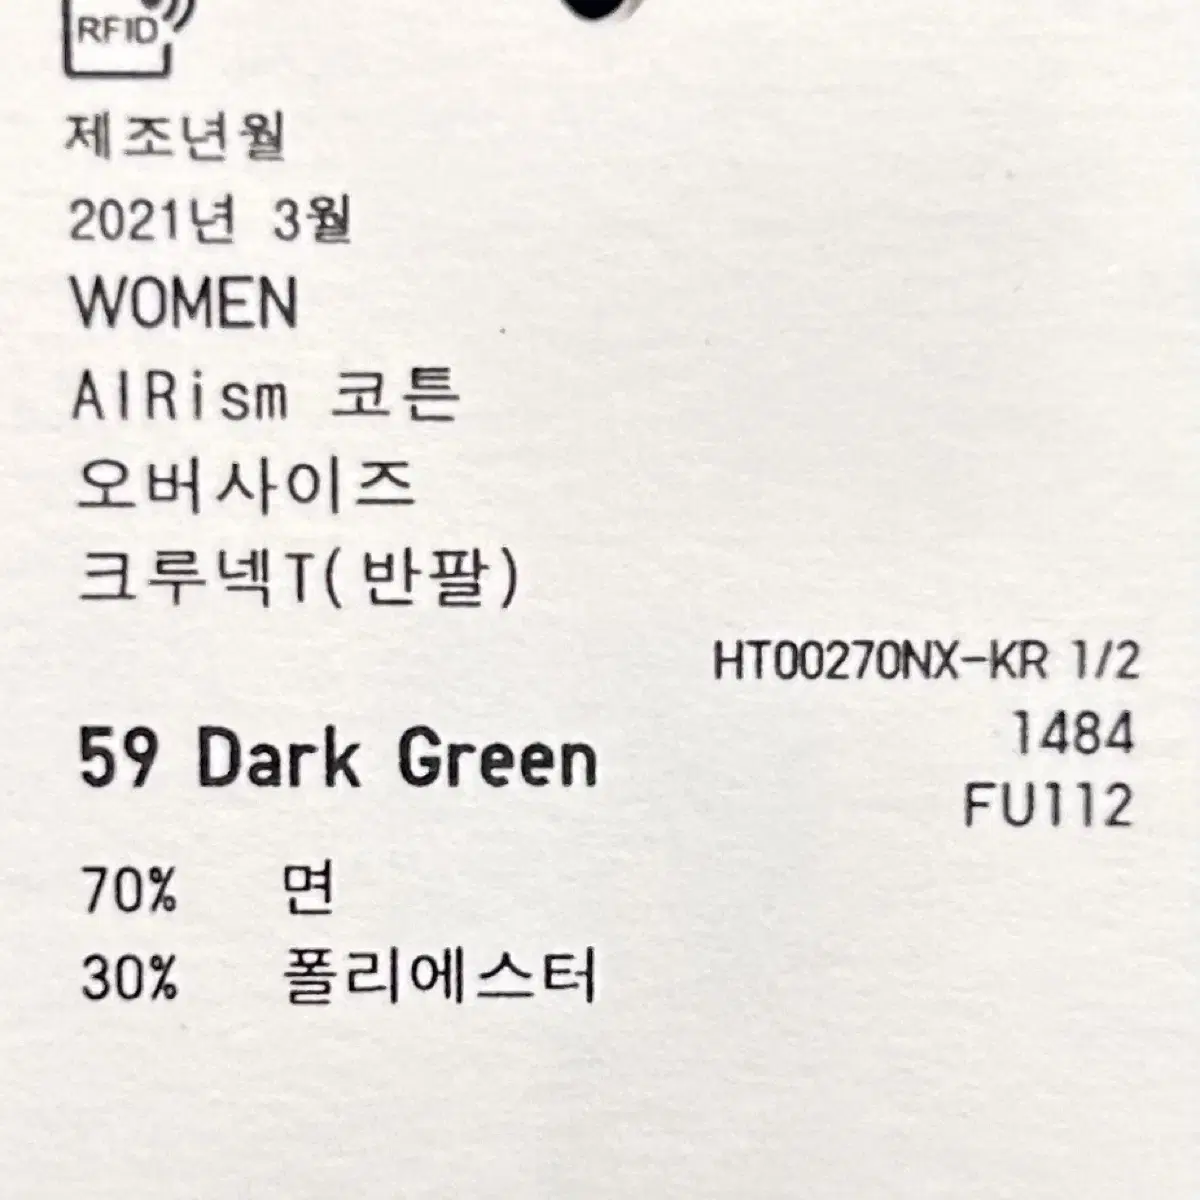 RFID
제조년월
2021년 3월
WOMEN
AIRism 코튼
오버사이즈
크루넥T(반팔)
HT00270NX-KR 1/2
1484
59 Dark Green
FU112
70% 면
30% 폴리에스터